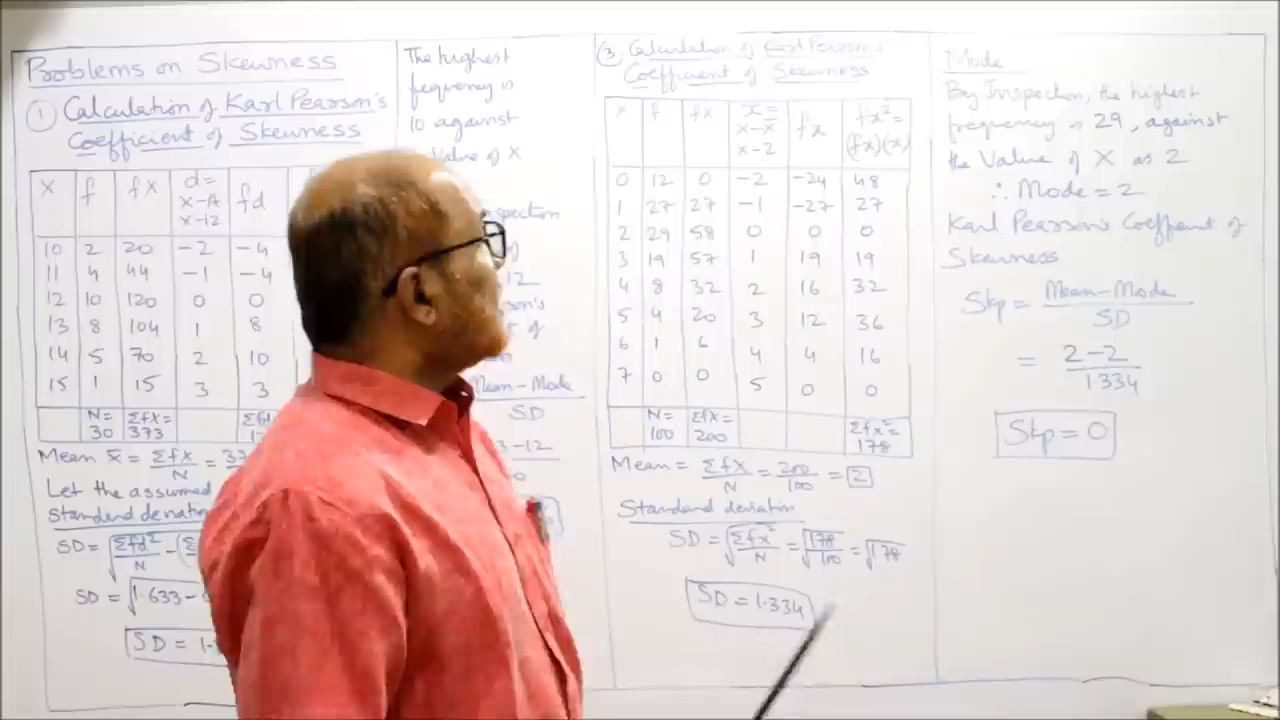 Problems on Skewness
① Calculation of Karl Pearson's
Coefficient of Skewness
X f fX d= fd
X-A
X-12
10 2 20 -2 -4
11 4 44 -1 -4
12 10 120 0 0
13 8 104 1 8
14 5 70 2 10
15 1 15 3 3
N= ΣfX= Σfd
30 373
Mean X̄ = ΣfX/N =
Let the assumed
Standard deviation
SD = √Σfd²/N - (Σ
SD = √1.633 -
SD = 1.
The highest
frequency is
10 against
Value of X
12
Mean - Mode
SD
-12
③ Calculation of Karl Pearson's
Coefficient of Skewness
X f fX x= fx fx²=
X-X̄ (fx)(x)
X-2
0 12 0 -2 -24 48
1 27 27 -1 -27 27
2 29 58 0 0 0
3 19 57 1 19 19
4 8 32 2 16 32
5 4 20 3 12 36
6 1 6 4 4 16
7 0 0 5 0 0
N= ΣfX= Σfx²=
100 200 178
Mean = ΣfX/N = 200/100 = 2
Standard deviation
SD = √Σfx²/N = √178/100 = √1.78
SD = 1.334
Mode
By Inspection, the highest
frequency is 29, against
the Value of X as 2
∴ Mode = 2
Karl Pearson's Coefficient of
Skewness
Skp = Mean-Mode/SD
= 2-2/1.334
Skp = 0